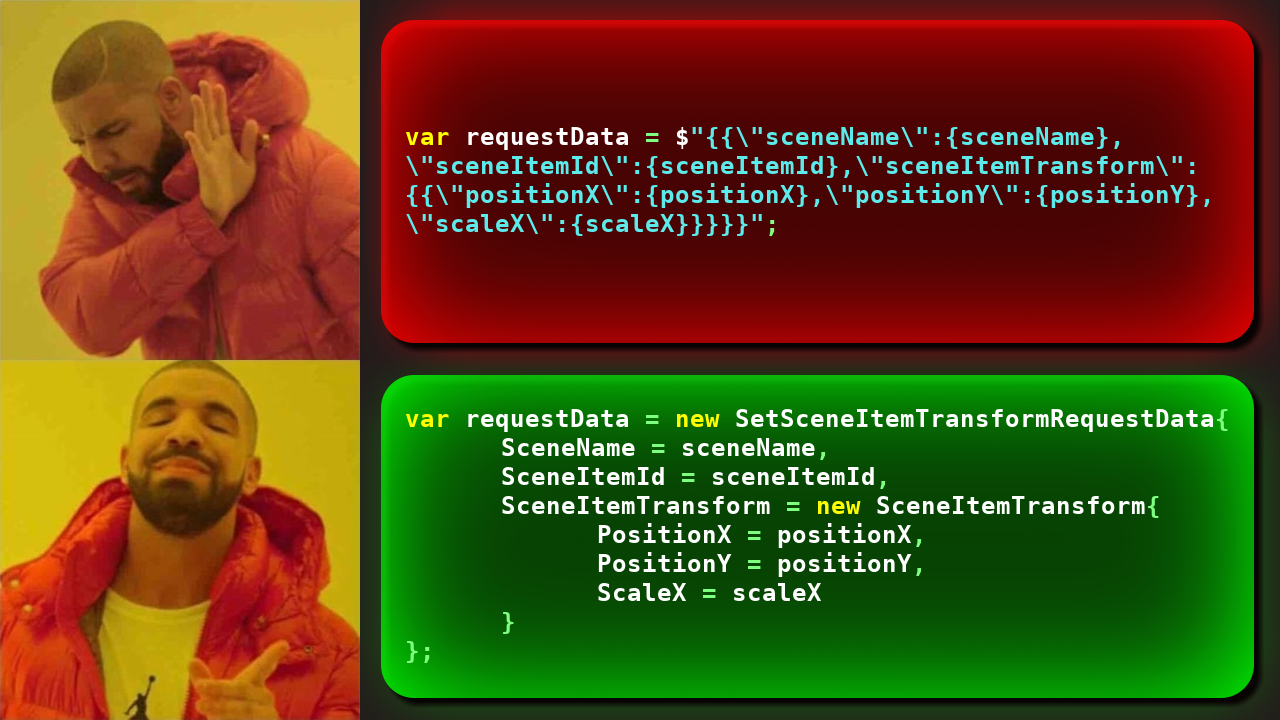 var requestData = $"{{\"sceneName\":{sceneName},
\"sceneItemId\":{sceneItemId},\"sceneItemTransform\":
{{\"positionX\":{positionX},\"positionY\":{positionY},
\"scaleX\":{scaleX}}}}}";
var requestData = new SetSceneItemTransformRequestData{
SceneName = sceneName,
SceneItemId = sceneItemId,
SceneItemTransform = new SceneItemTransform{
PositionX = positionX,
PositionY = positionY,
ScaleX = scaleX
}
};